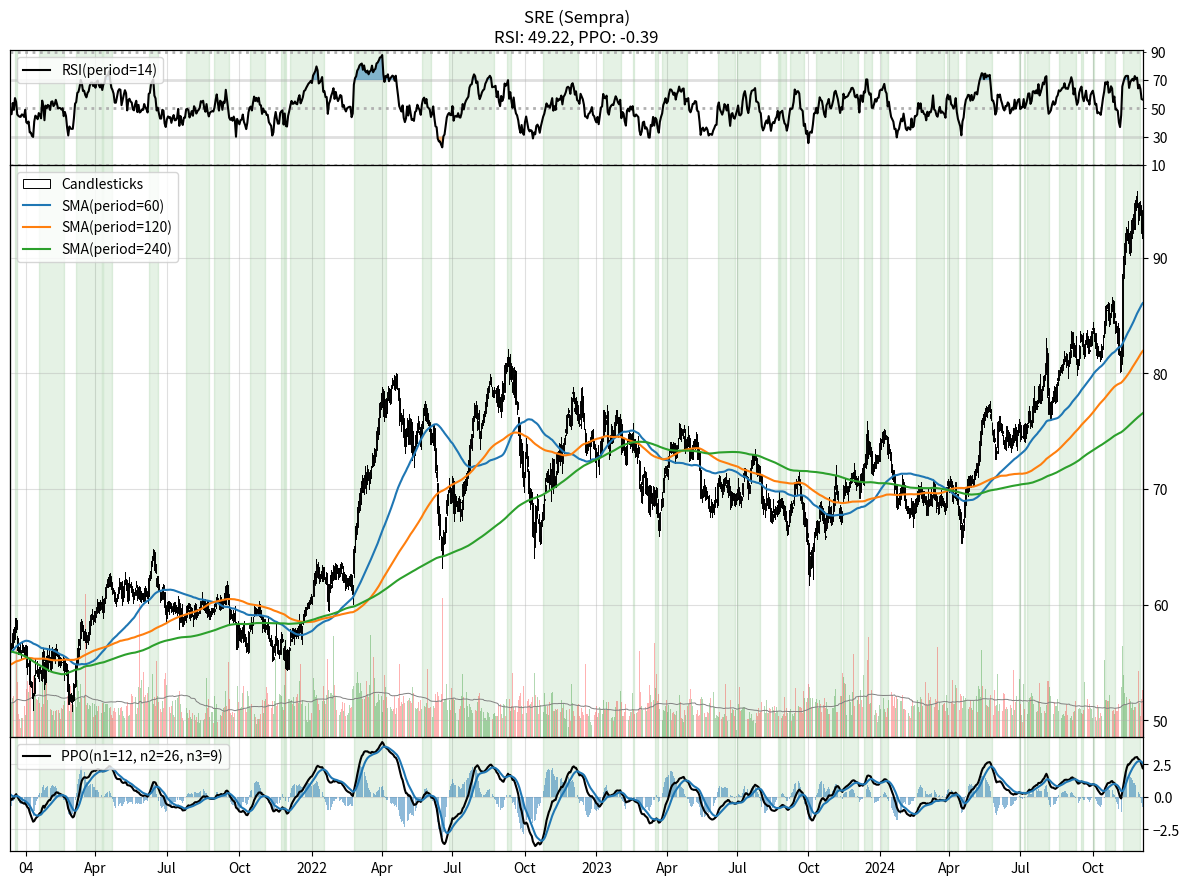 SRE (Sempra)
RSI: 49.22, PPO: -0.39
RSI(period=14)
90
70
50
30
10
Candlesticks
SMA(period=60)
SMA(period=120)
SMA(period=240)
90
80
70
60
50
PPO(n1=12, n2=26, n3=9)
2.5
0.0
−2.5
04 Apr Jul Oct 2022 Apr Jul Oct 2023 Apr Jul Oct 2024 Apr Jul Oct